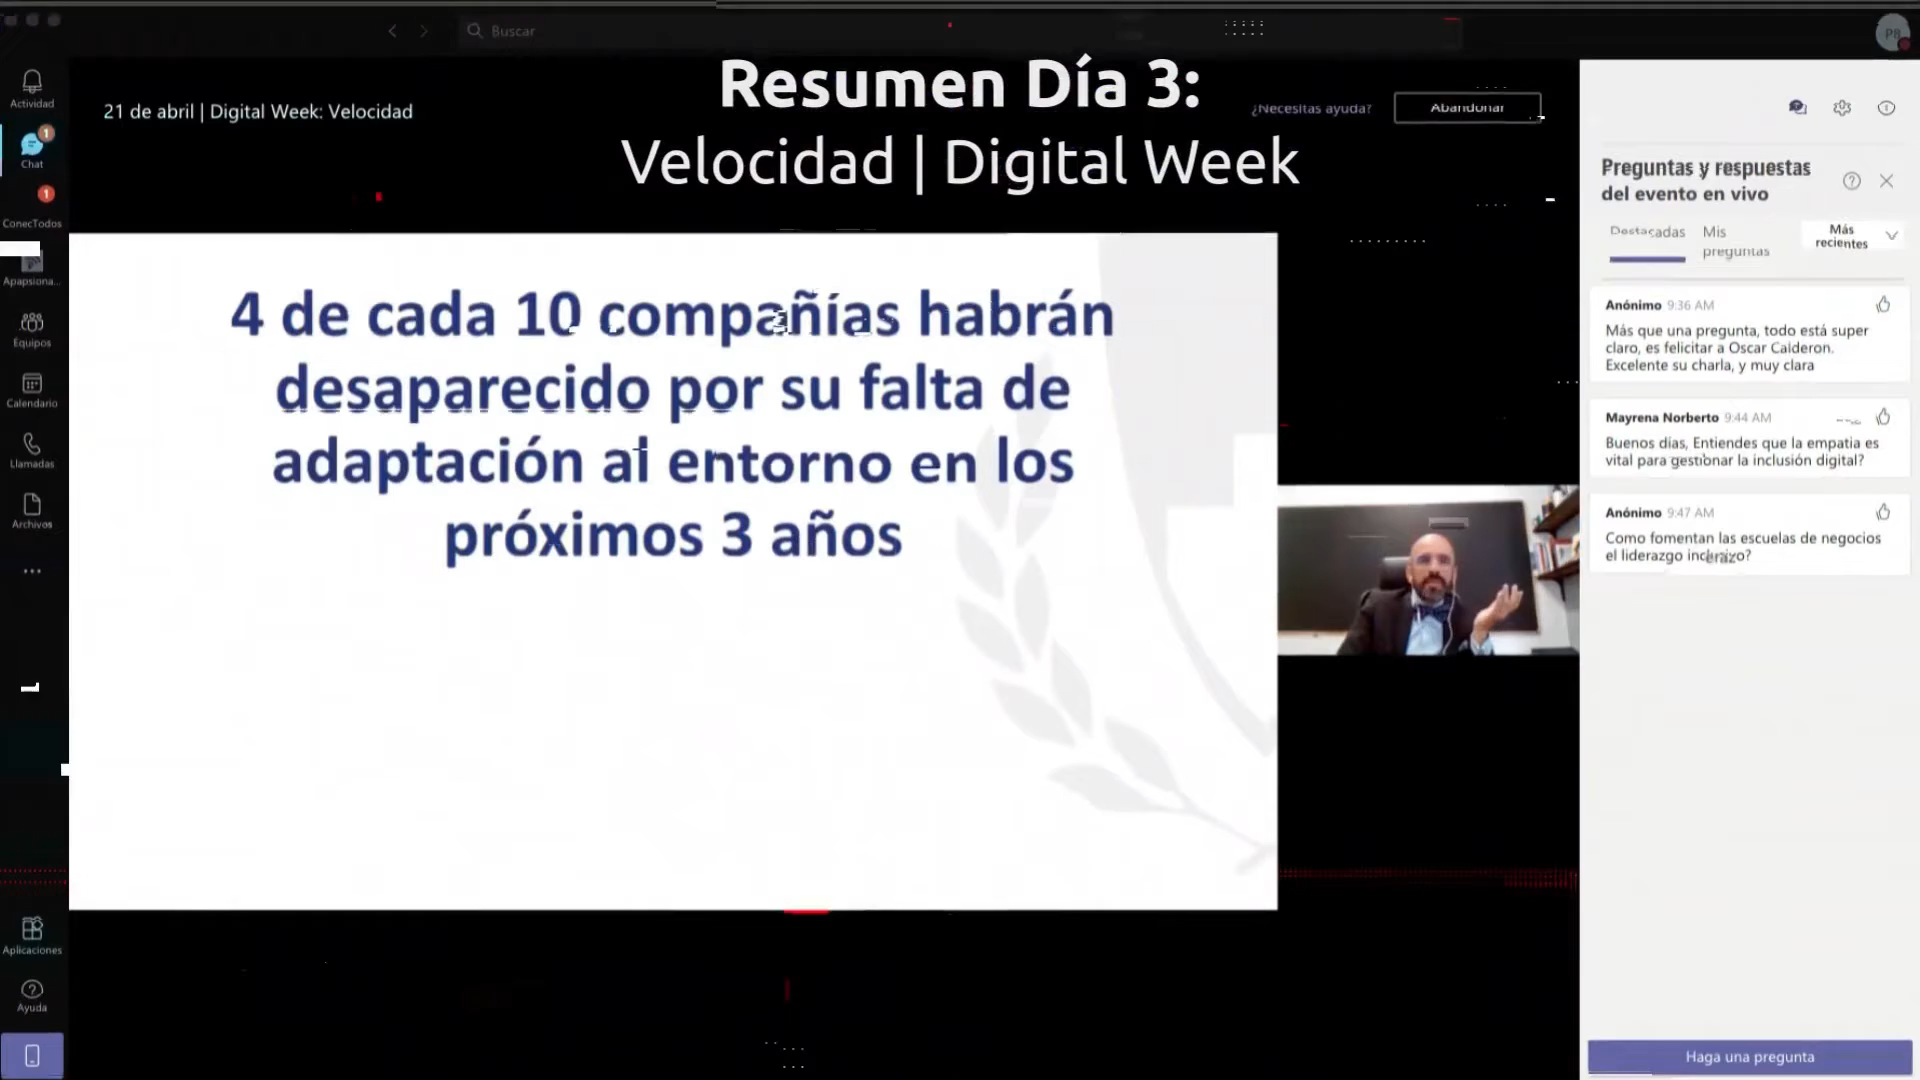 Buscar
PB
Resumen Día 3:
Velocidad | Digital Week
21 de abril | Digital Week: Velocidad
¿Necesitas ayuda?
Abandonar
Actividad
1
Chat
1
ConecTodos
Apapsiona...
Equipos
Calendario
Llamadas
Archivos
Aplicaciones
Ayuda
4 de cada 10 compañías habrán
desaparecido por su falta de
adaptación al entorno en los
próximos 3 años
Preguntas y respuestas
del evento en vivo
Destacadas
Mis
preguntas
Más
recientes
Anónimo 9:36 AM
Más que una pregunta, todo está super
claro, es felicitar a Oscar Calderon.
Excelente su charla, y muy clara
Mayrena Norberto 9:44 AM
Buenos días, Entiendes que la empatia es
vital para gestionar la inclusión digital?
Anónimo 9:47 AM
Como fomentan las escuelas de negocios
el liderazgo
Haga una pregunta